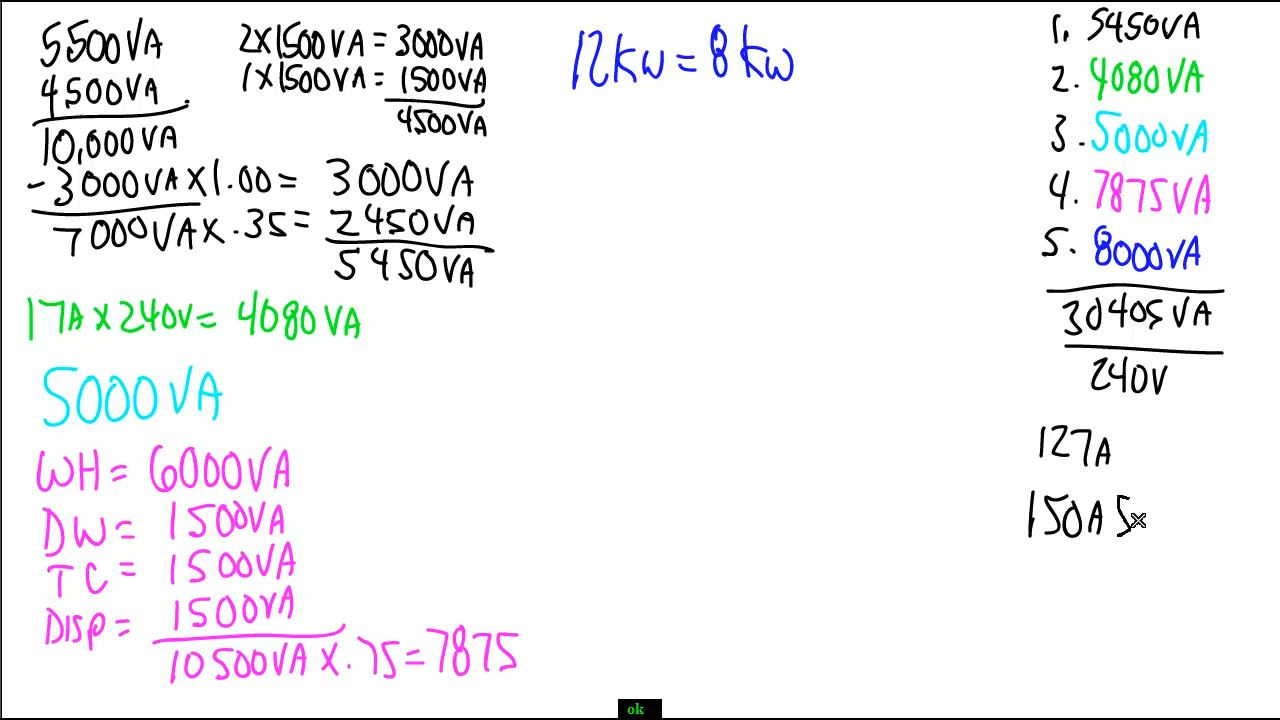 5500VA
4500VA
10,000VA
-3000VA x 1.00 = 3000VA
7000VA x .35 = 2450VA
5450VA
2x1500VA = 3000VA
1x1500VA = 1500VA
4500VA
17A x 240V = 4080VA
5000VA
WH = 6000VA
DW = 1500VA
TC = 1500VA
DISP = 1500VA
10500VA x .75 = 7875
12kw = 8kw
1. 5450VA
2. 4080VA
3. 5000VA
4. 7875VA
5. 8000VA
30405VA
240V
127A
150A S
ok